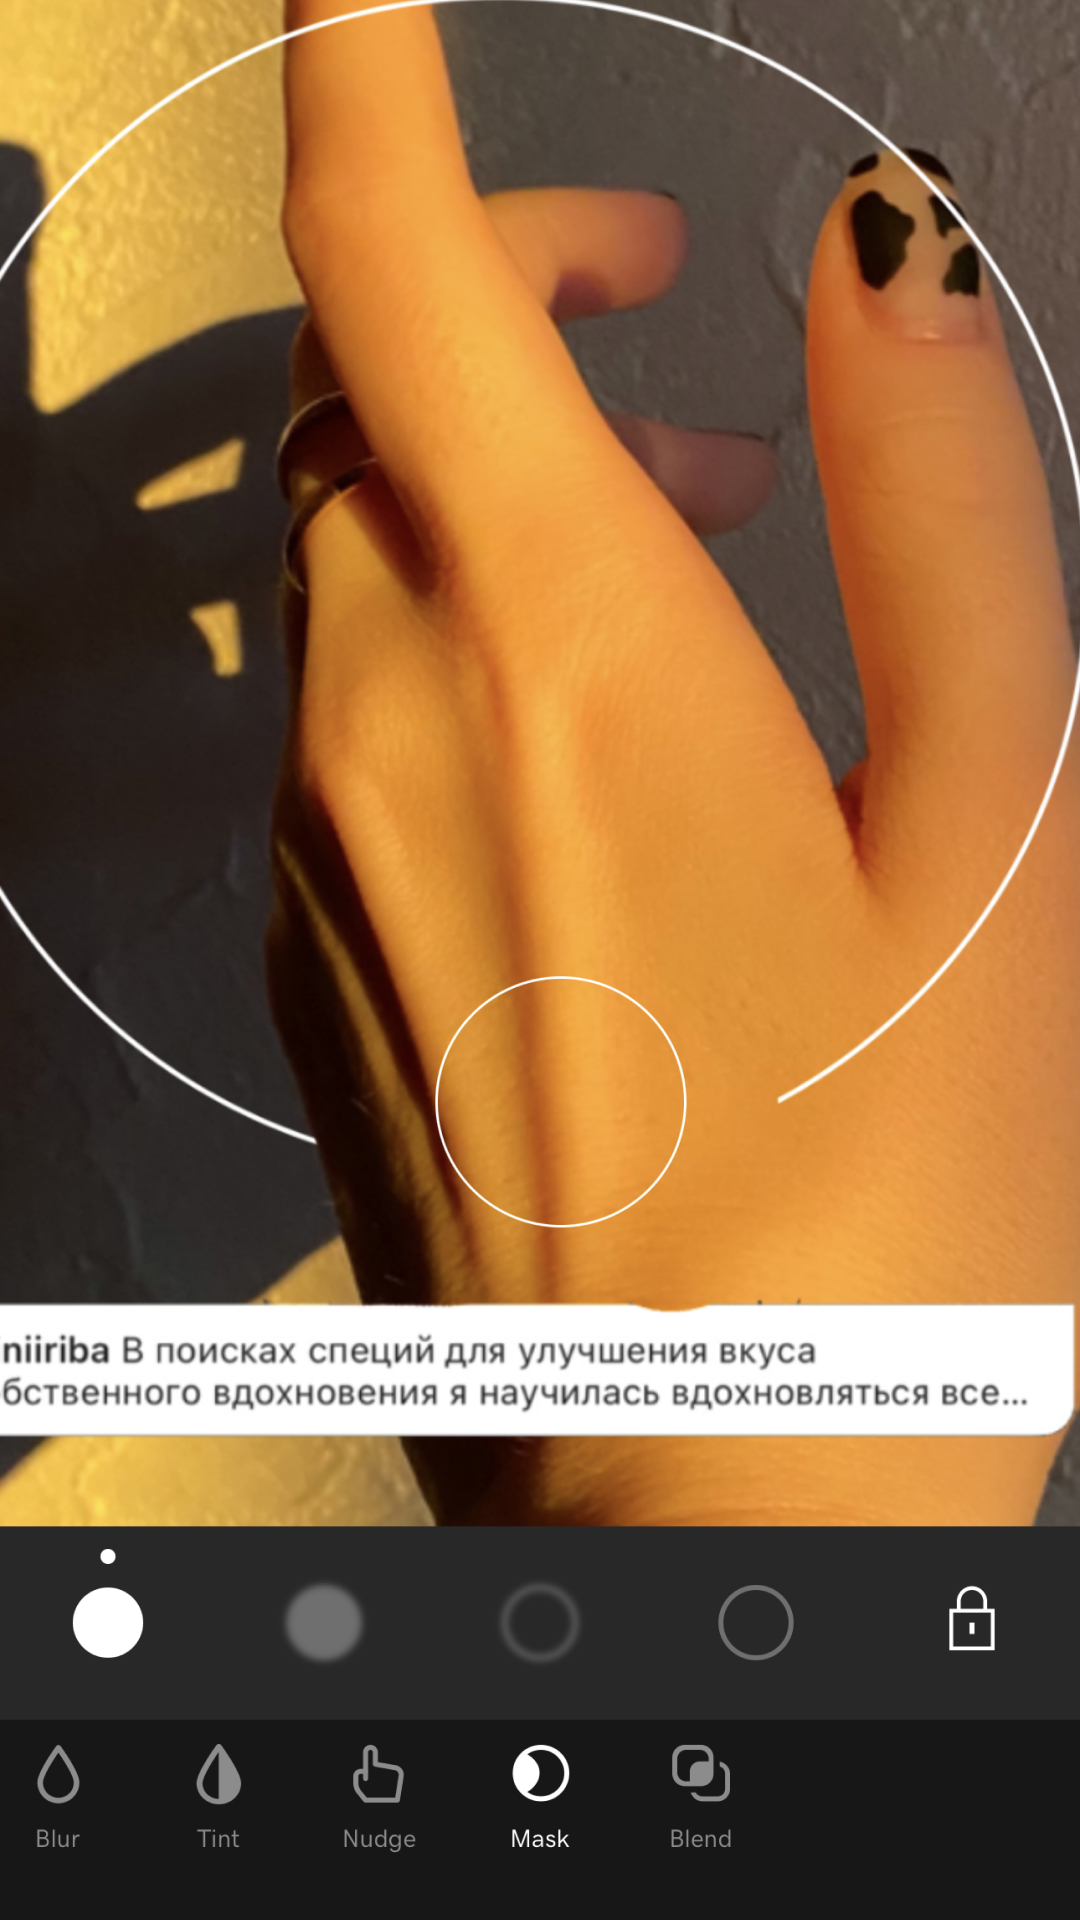 niiriba В поисках специй для улучшения вкуса
бственного вдохновения я научилась вдохновляться все...
Blur
Tint
Nudge
Mask
Blend